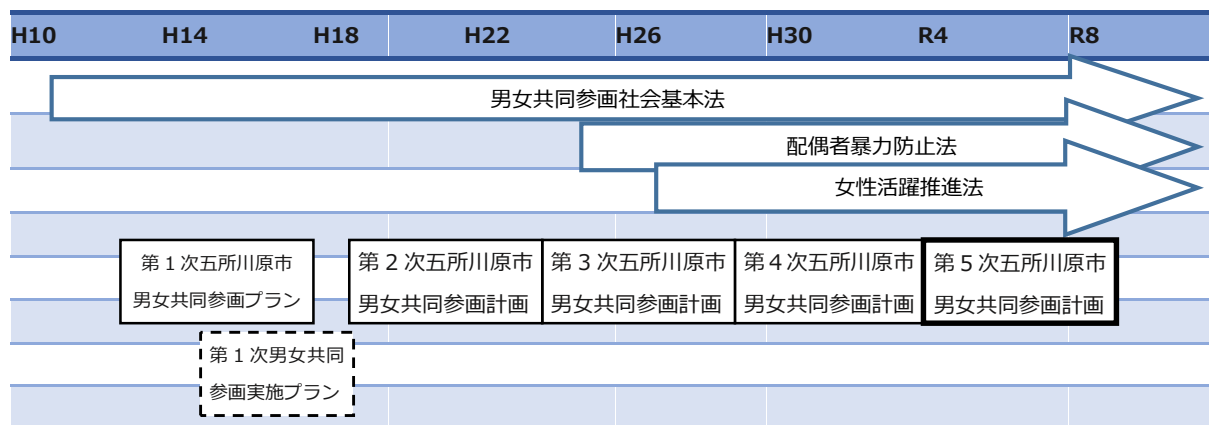 H10 H14 H18 H22 H26 H30 R4 R8
男女共同参画社会基本法
配偶者暴力防止法
女性活躍推進法
第１次五所川原市
男女共同参画プラン
第２次五所川原市
男女共同参画計画
第３次五所川原市
男女共同参画計画
第４次五所川原市
男女共同参画計画
第５次五所川原市
男女共同参画計画
第１次男女共同
参画実施プラン